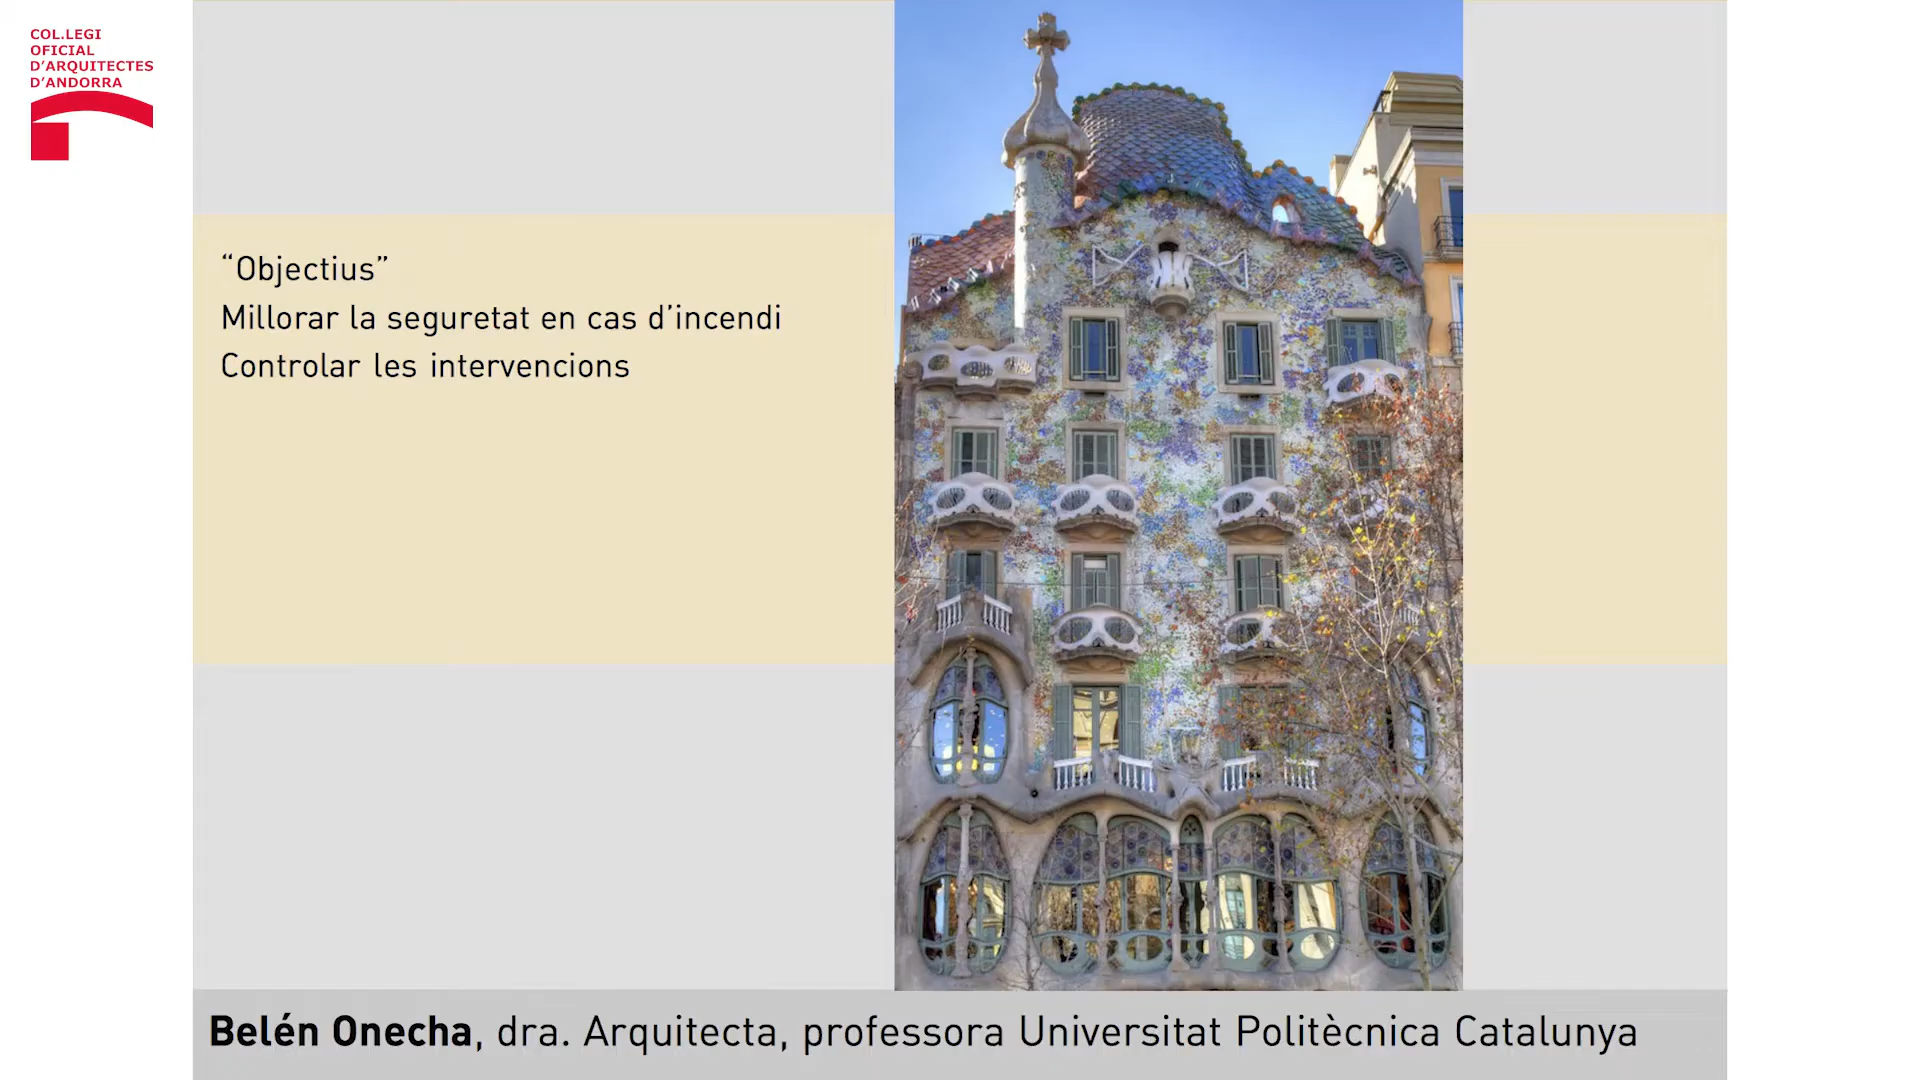 COL.LEGI
OFICIAL
D'ARQUITECTES
D'ANDORRA
“Objectius”
Millorar la seguretat en cas d’incendi
Controlar les intervencions
Belén Onecha, dra. Arquitecta, professora Universitat Politècnica Catalunya